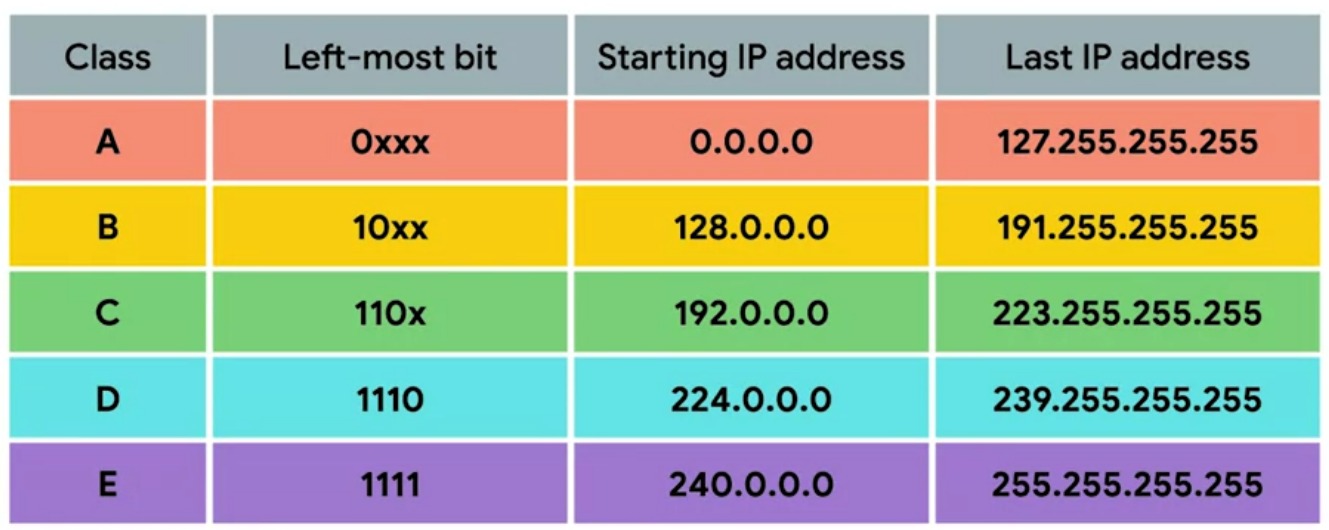 Class Left-most bit Starting IP address Last IP address
A 0xxx 0.0.0.0 127.255.255.255
B 10xx 128.0.0.0 191.255.255.255
C 110x 192.0.0.0 223.255.255.255
D 1110 224.0.0.0 239.255.255.255
E 1111 240.0.0.0 255.255.255.255